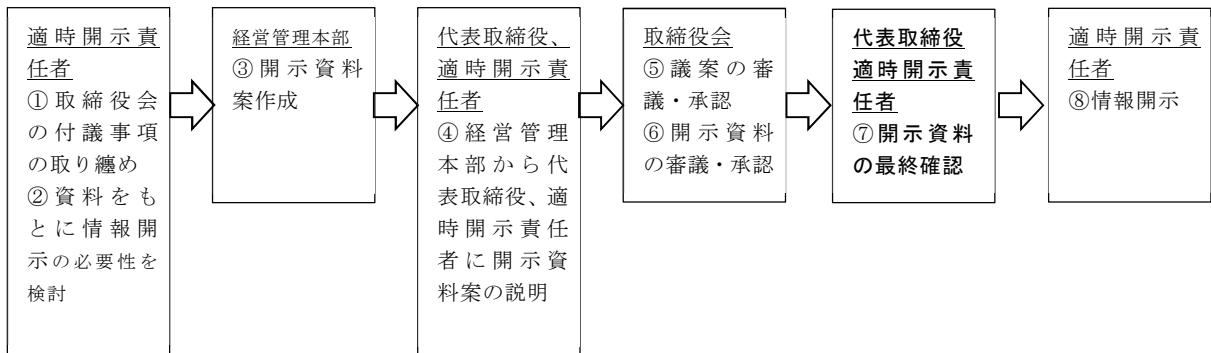 適時開示責
任者
①取締役会
の付議事項
の取り纏め
②資料をも
とに情報開
示の必要性を
検討
経営管理本部
③開示資料
案作成
代表取締役、
適時開示責
任者
④経営管理
本部から代
表取締役、適
時開示責任
者に開示資
料案の説明
取締役会
⑤議案の審
議・承認
⑥開示資料
の審議・承認
代表取締役
適時開示責
任者
⑦開示資料
の最終確認
適時開示責
任者
⑧情報開示